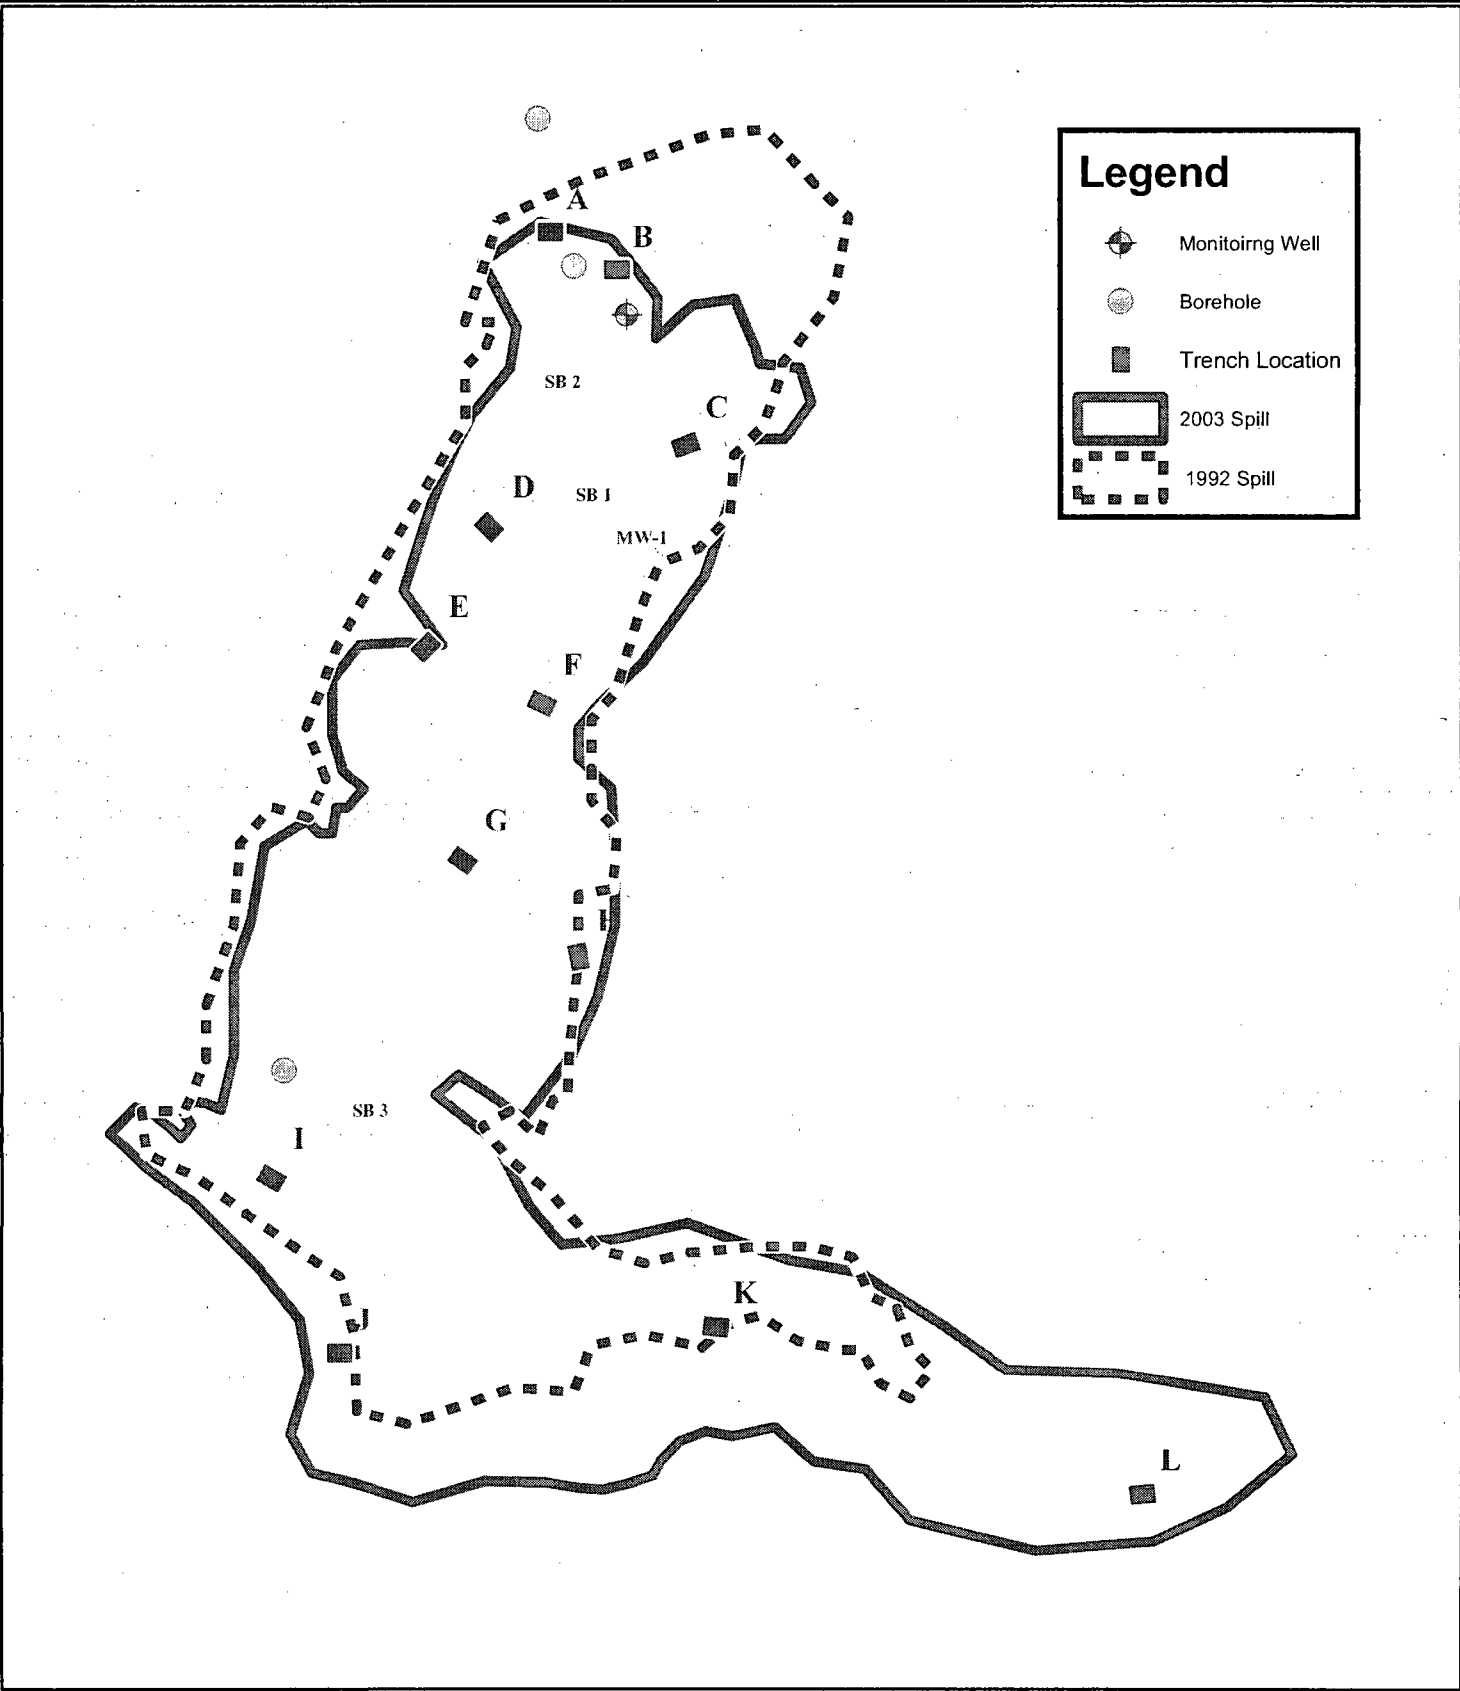 A
B
Legend
Monitoirng Well
Borehole
Trench Location
2003 Spill
1992 Spill
SB 2
C
D
SB 1
MW-1
E
F
G
I
SB 3
J
K
L